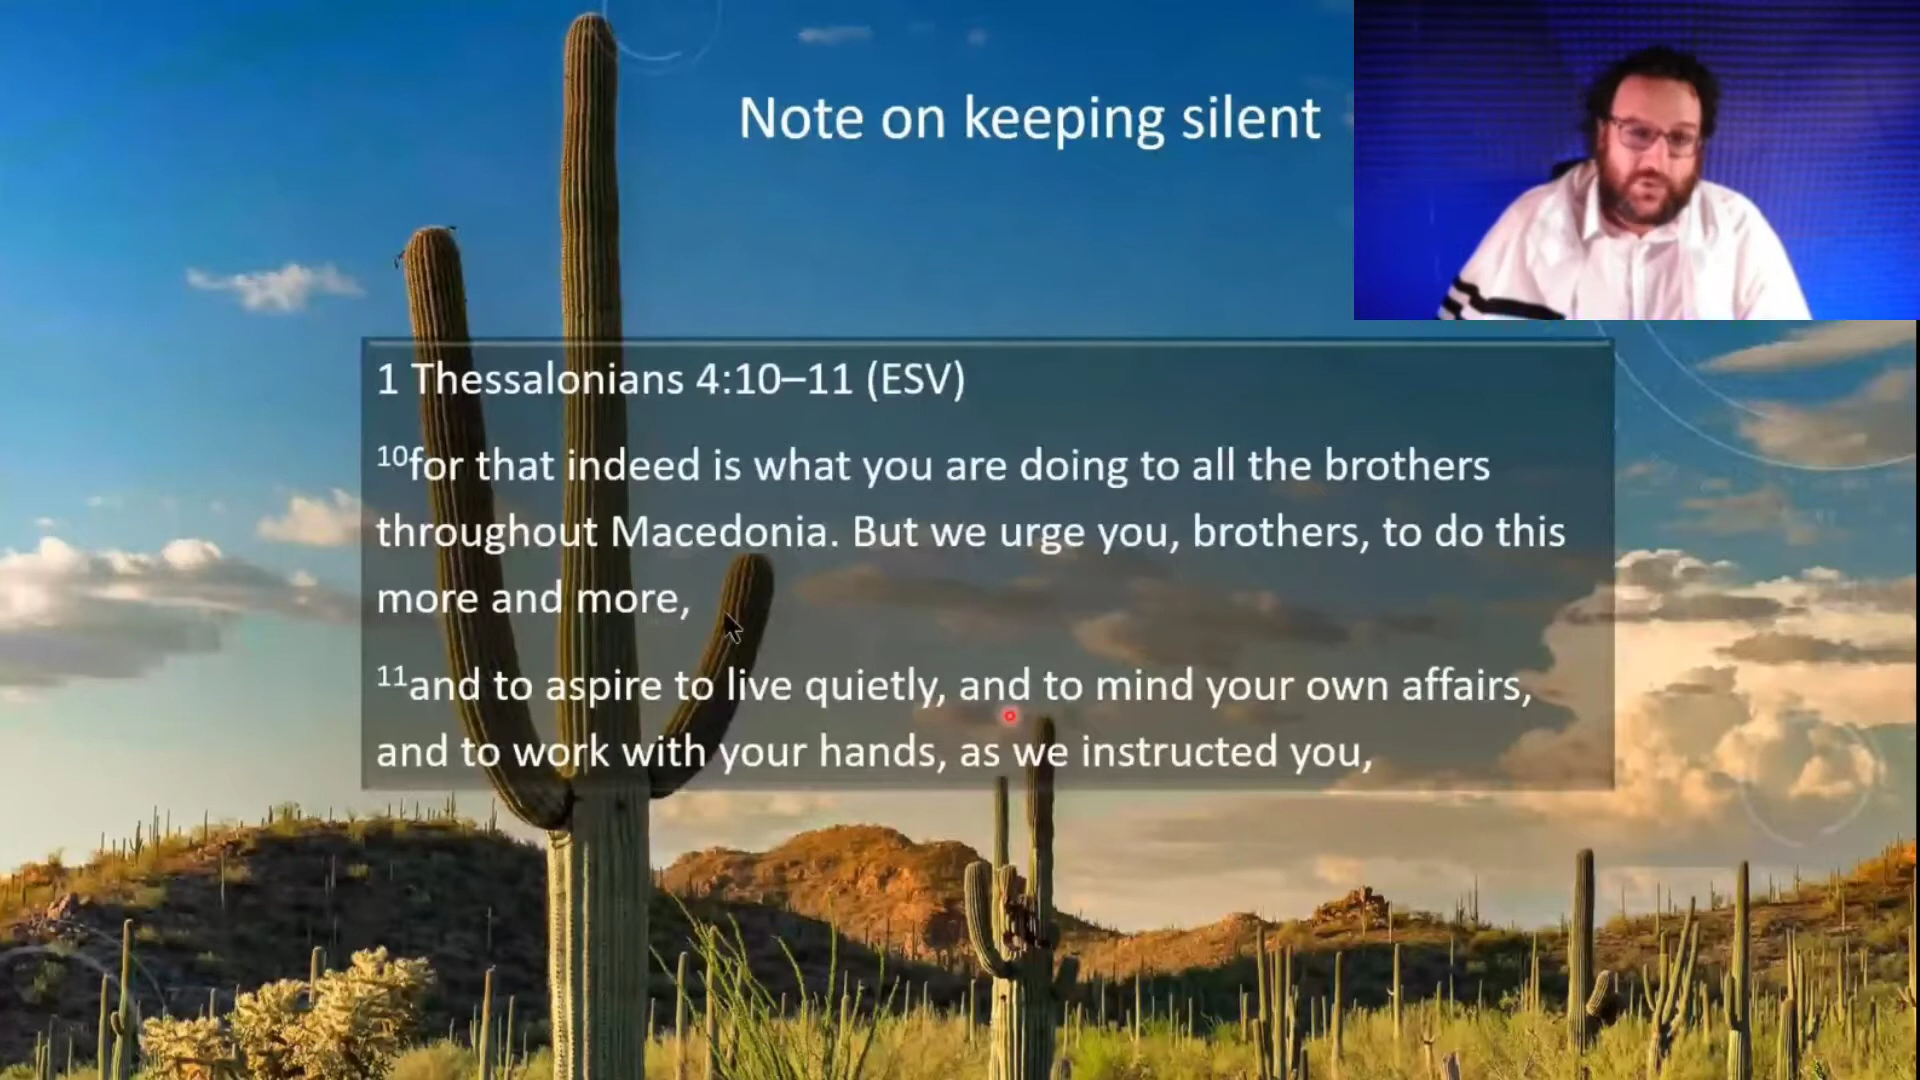 Note on keeping silent
1 Thessalonians 4:10–11 (ESV)
¹⁰for that indeed is what you are doing to all the brothers
throughout Macedonia. But we urge you, brothers, to do this
more and more,
¹¹and to aspire to live quietly, and to mind your own affairs,
and to work with your hands, as we instructed you,